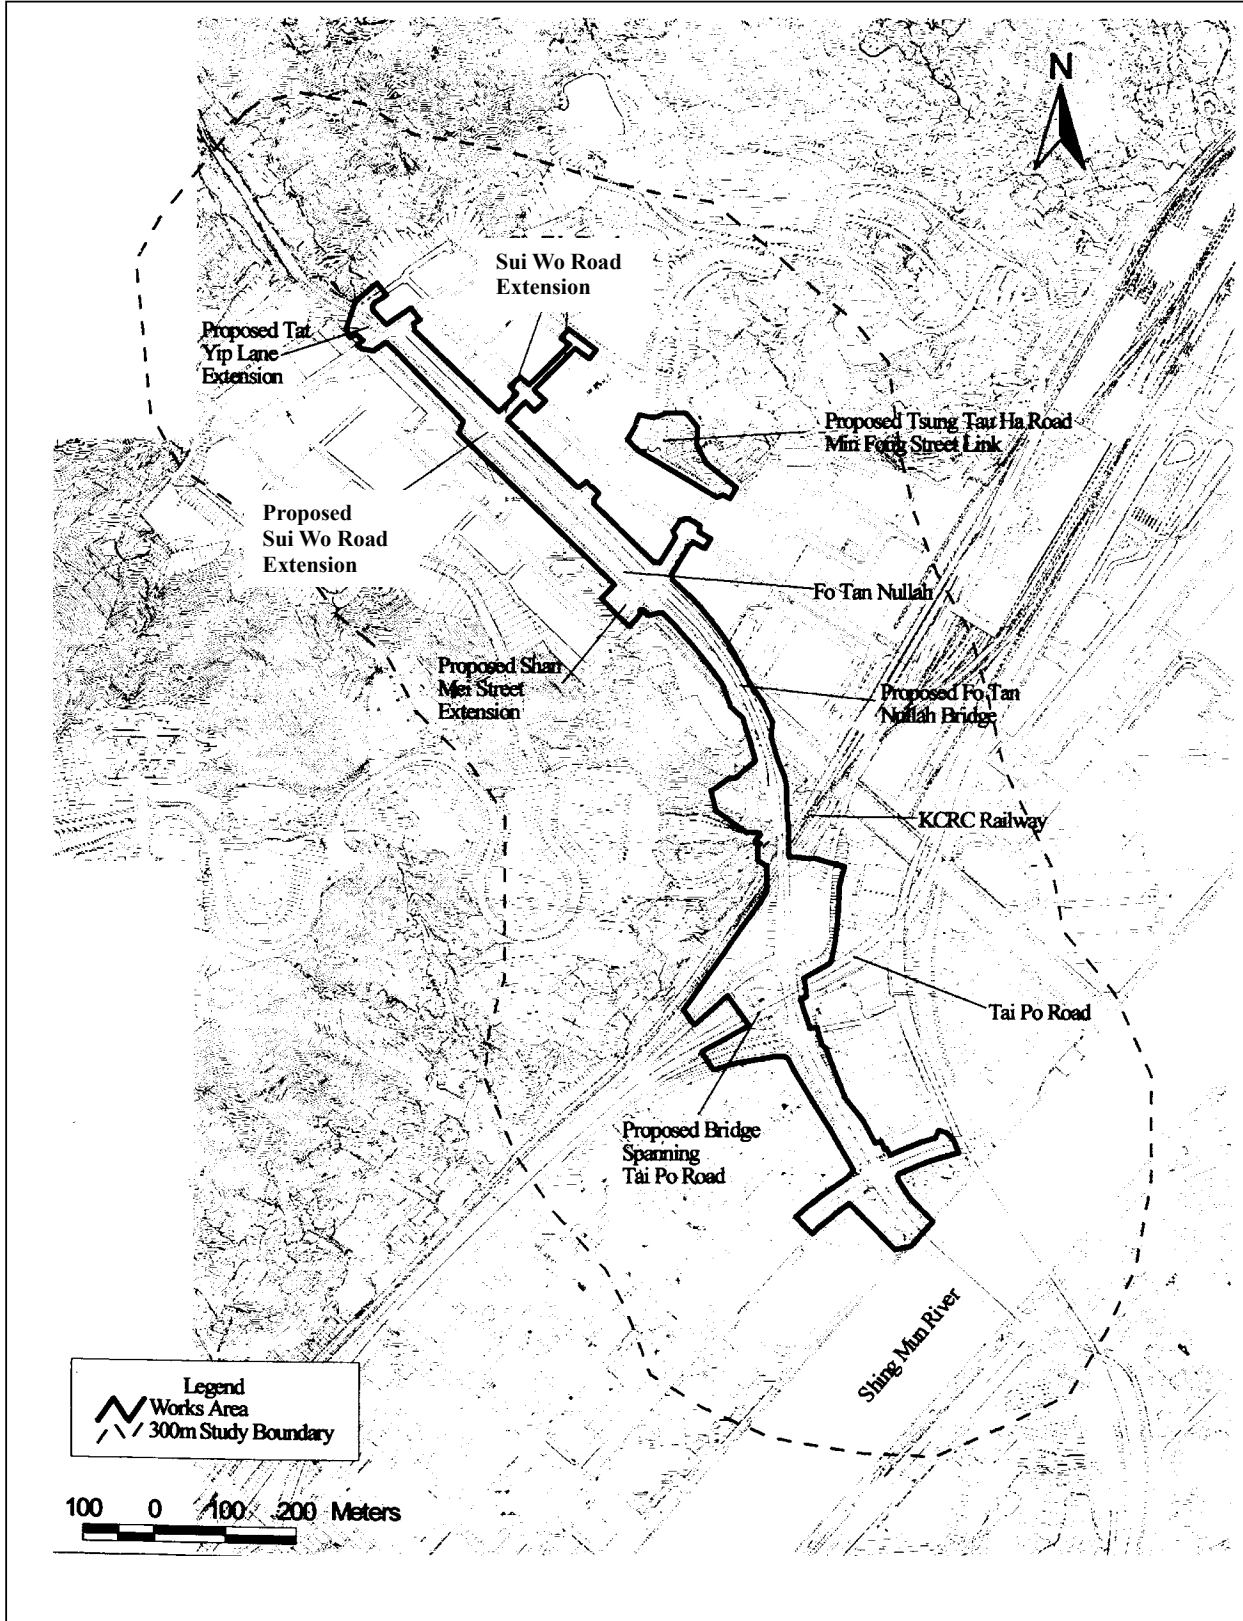 N
Sui Wo Road
Extension
Proposed Tat
Yip Lane
Extension
Proposed Tsung Tau Ha Road
Min Fong Street Link
Proposed
Sui Wo Road
Extension
Fo Tan Nullah
Proposed Shan
Mei Street
Extension
Proposed Fo Tan
Nullah Bridge
KCRC Railway
Tai Po Road
Proposed Bridge
Spanning
Tai Po Road
Shing Mun River
Legend
Works Area
300m Study Boundary
100 0 100 200 Meters